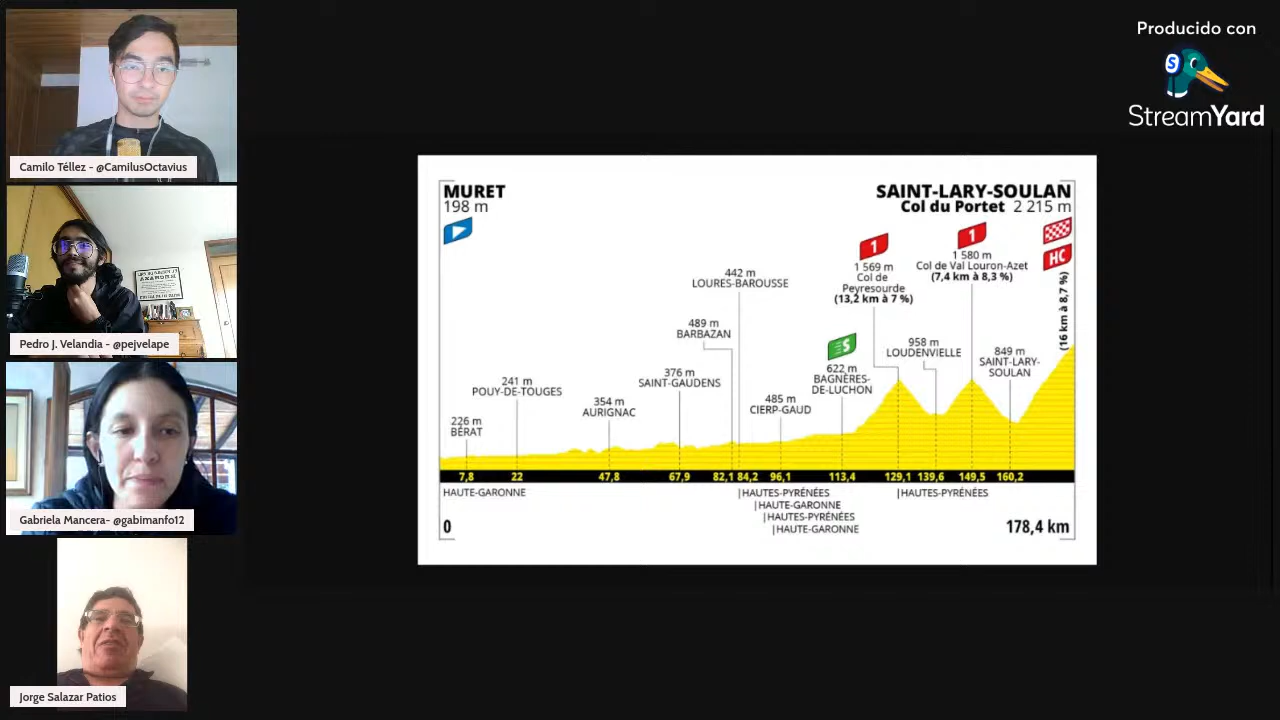 Producido con
S
StreamYard
Camilo Téllez - @CamilusOctavius
Pedro J. Velandia - @pejvelape
Gabriela Mancera- @gabimanfo12
Jorge Salazar Patios
MURET
198 m
SAINT-LARY-SOULAN
Col du Portet 2 215 m
1
1
HC
(16 km à 8,7 %)
1 580 m
Col de Val Louron-Azet
(7,4 km à 8,3 %)
1 569 m
Col de
Peyresourde
(13,2 km à 7 %)
442 m
LOURES-BAROUSSE
489 m
BARBAZAN
S
958 m
LOUDENVIELLE
849 m
SAINT-LARY-
SOULAN
622 m
BAGNÈRES-
DE-LUCHON
376 m
SAINT-GAUDENS
241 m
POUY-DE-TOUGES
354 m
AURIGNAC
485 m
CIERP-GAUD
226 m
BÉRAT
7,8 22 47,8 67,9 82,1 84,2 96,1 113,4 129,1 139,6 149,5 160,2
HAUTE-GARONNE |HAUTES-PYRÉNÉES |HAUTES-PYRÉNÉES
|HAUTE-GARONNE
|HAUTES-PYRÉNÉES
|HAUTE-GARONNE
0 178,4 km